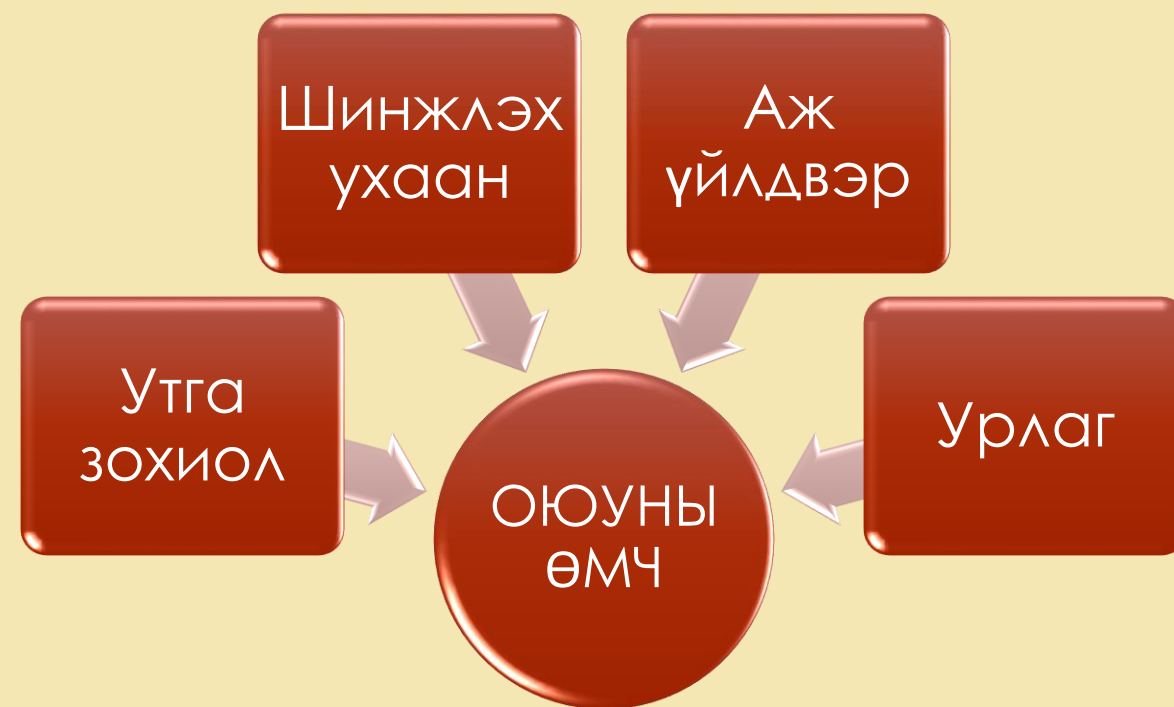 Шинжлэх
ухаан
Аж
үйлдвэр
Утга
зохиол
Урлаг
ОЮУНЫ
ӨМЧ